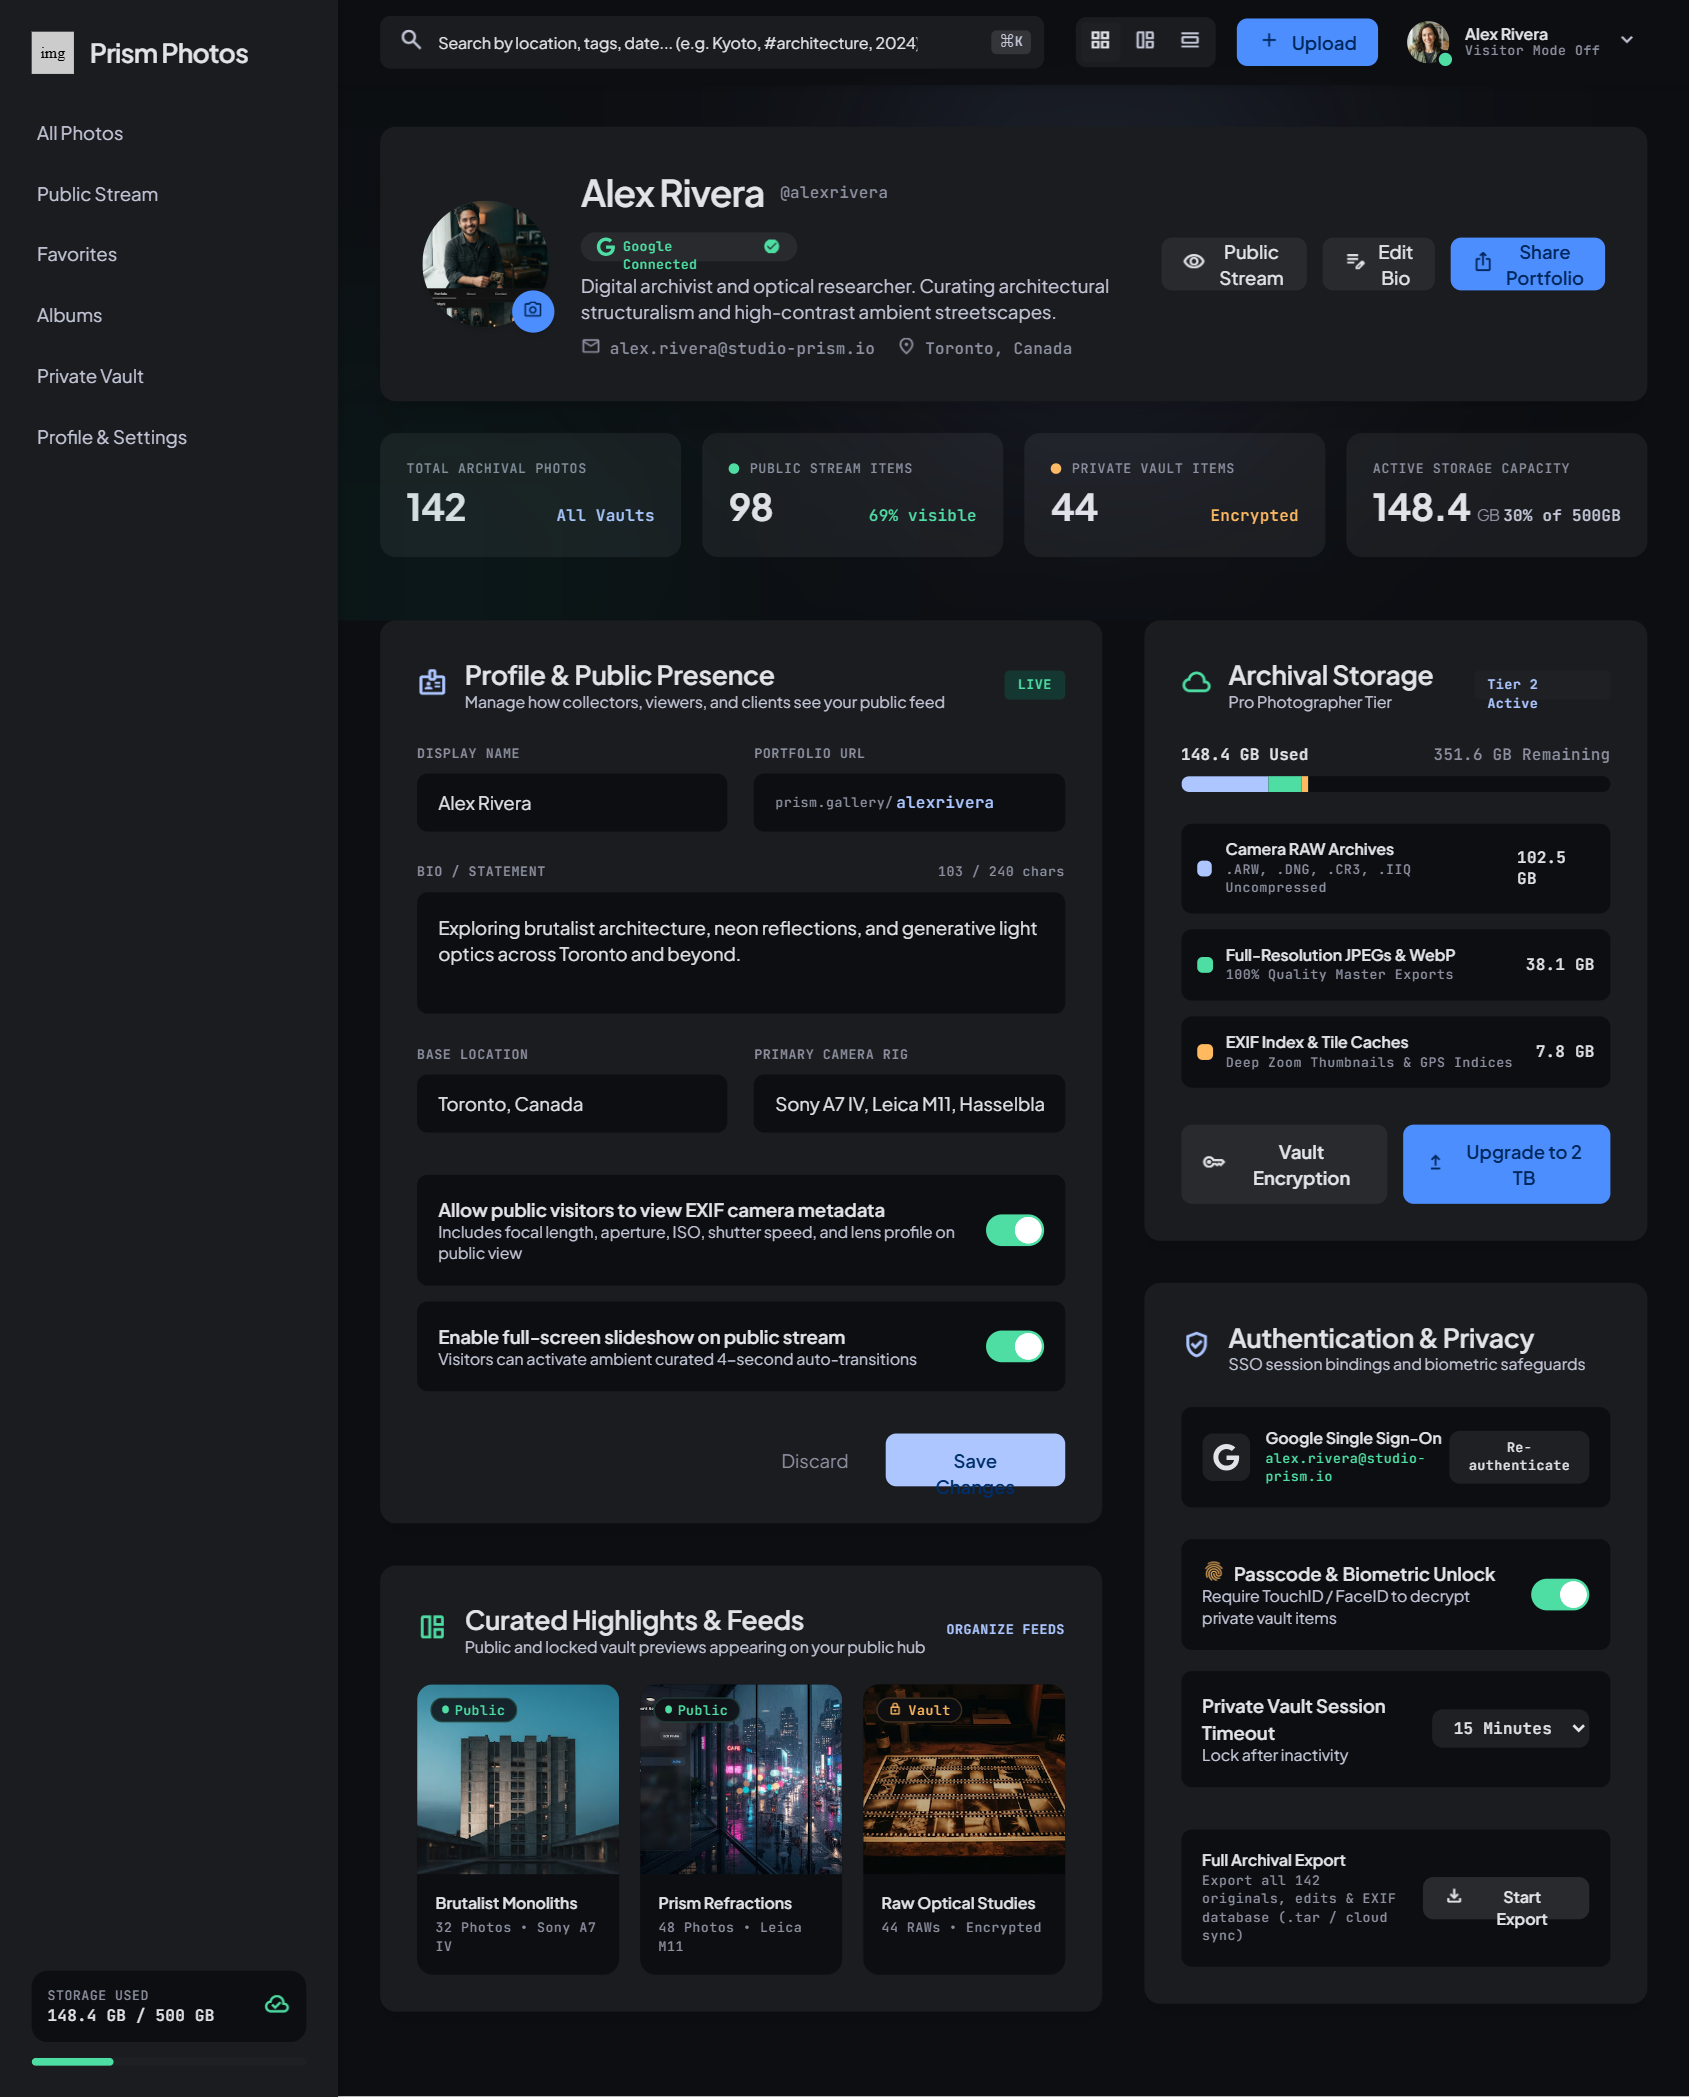 img
Prism Photos
All Photos
Public Stream
Favorites
Albums
Private Vault
Profile & Settings
STORAGE USED
148.4 GB / 500 GB
Search by location, tags, date... (e.g. Kyoto, #architecture, 2024)
⌘K
Upload
Alex Rivera
Visitor Mode Off
Alex Rivera
@alexrivera
Google
Connected
Digital archivist and optical researcher. Curating architectural
structuralism and high-contrast ambient streetscapes.
alex.rivera@studio-prism.io
Toronto, Canada
Public
Stream
Edit
Bio
Share
Portfolio
TOTAL ARCHIVAL PHOTOS
142
All Vaults
PUBLIC STREAM ITEMS
98
69% visible
PRIVATE VAULT ITEMS
44
Encrypted
ACTIVE STORAGE CAPACITY
148.4 GB
30% of 500GB
Profile & Public Presence
Manage how collectors, viewers, and clients see your public feed
LIVE
DISPLAY NAME
Alex Rivera
PORTFOLIO URL
prism.gallery/alexrivera
BIO / STATEMENT
103 / 240 chars
Exploring brutalist architecture, neon reflections, and generative light
optics across Toronto and beyond.
BASE LOCATION
Toronto, Canada
PRIMARY CAMERA RIG
Sony A7 IV, Leica M11, Hasselbla
Allow public visitors to view EXIF camera metadata
Includes focal length, aperture, ISO, shutter speed, and lens profile on
public view
Enable full-screen slideshow on public stream
Visitors can activate ambient curated 4-second auto-transitions
Discard
Save
Changes
Curated Highlights & Feeds
Public and locked vault previews appearing on your public hub
ORGANIZE FEEDS
Public
Brutalist Monoliths
32 Photos • Sony A7
IV
Public
CAFE
Prism Refractions
48 Photos • Leica
M11
Vault
Raw Optical Studies
44 RAWs • Encrypted
Archival Storage
Pro Photographer Tier
Tier 2
Active
148.4 GB Used
351.6 GB Remaining
Camera RAW Archives
.ARW, .DNG, .CR3, .IIQ
Uncompressed
102.5
GB
Full-Resolution JPEGs & WebP
100% Quality Master Exports
38.1 GB
EXIF Index & Tile Caches
Deep Zoom Thumbnails & GPS Indices
7.8 GB
Vault
Encryption
Upgrade to 2
TB
Authentication & Privacy
SSO session bindings and biometric safeguards
Google Single Sign-On
alex.rivera@studio-
prism.io
Re-
authenticate
Passcode & Biometric Unlock
Require TouchID / FaceID to decrypt
private vault items
Private Vault Session
Timeout
Lock after inactivity
15 Minutes
Full Archival Export
Export all 142
originals, edits & EXIF
database (.tar / cloud
sync)
Start
Export